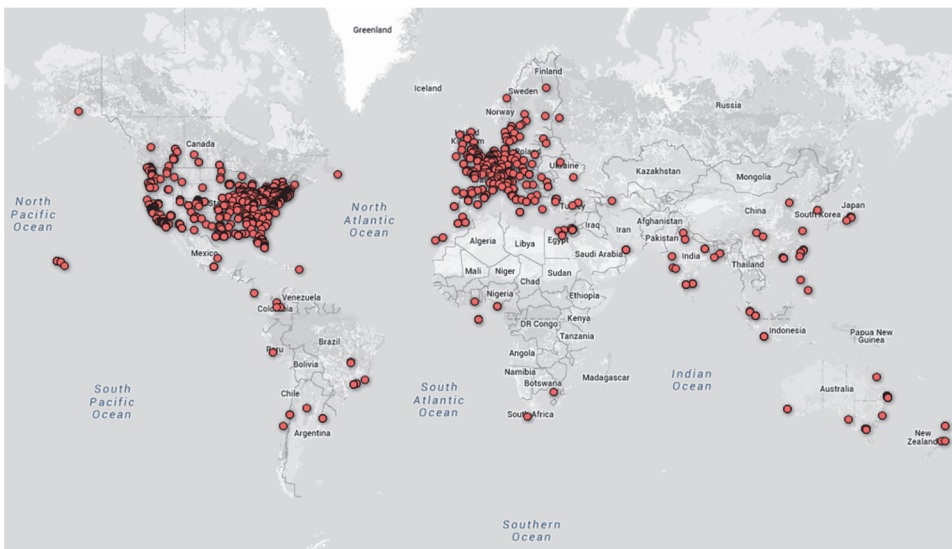 Greenland
Iceland
Finland
Sweden
Norway
Russia
Canada
Kazakhstan
Mongolia
North
Pacific
Ocean
North
Atlantic
Ocean
China
Japan
South Korea
Afghanistan
Pakistan
Iraq
Iran
Algeria
Libya
Egypt
Saudi Arabia
India
Thailand
Mexico
Mali
Niger
Chad
Sudan
Nigeria
Ethiopia
Venezuela
DR Congo
Kenya
Tanzania
Indonesia
Papua New
Guinea
Brazil
Bolivia
Angola
Namibia
Botswana
Madagascar
Indian
Ocean
South
Pacific
Ocean
South
Atlantic
Ocean
Chile
Argentina
South Africa
Australia
New
Zealand
Southern
Ocean